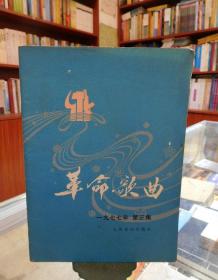 革命歌曲
一九七七年 第三集
人民音乐出版社